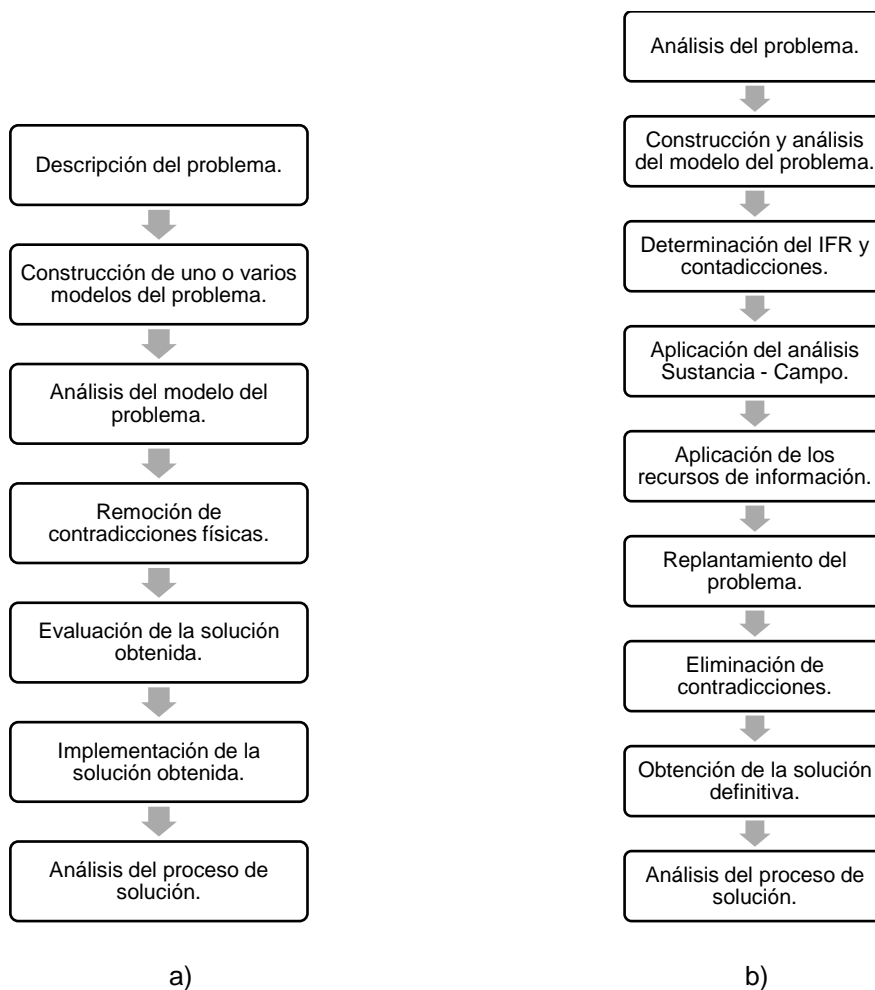 Descripción del problema.
Construcción de uno o varios
modelos del problema.
Análisis del modelo del
problema.
Remoción de
contradicciones físicas.
Evaluación de la solución
obtenida.
Implementación de la
solución obtenida.
Análisis del proceso de
solución.
a)
Análisis del problema.
Construcción y análisis
del modelo del problema.
Determinación del IFR y
contadicciones.
Aplicación del análisis
Sustancia - Campo.
Aplicación de los
recursos de información.
Replantamiento del
problema.
Eliminación de
contradicciones.
Obtención de la solución
definitiva.
Análisis del proceso de
solución.
b)